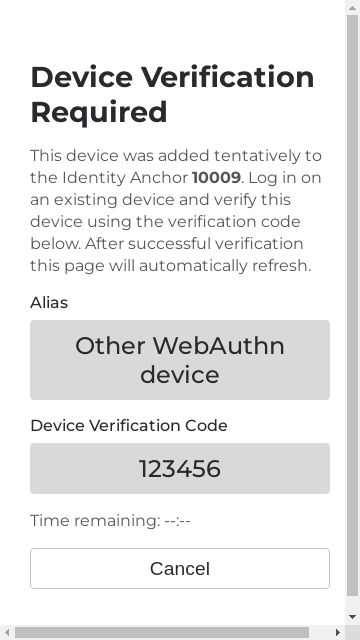 Device Verification
Required
This device was added tentatively to
the Identity Anchor 10009. Log in on
an existing device and verify this
device using the verification code
below. After successful verification
this page will automatically refresh.
Alias
Other WebAuthn
device
Device Verification Code
123456
Time remaining: --:--
Cancel